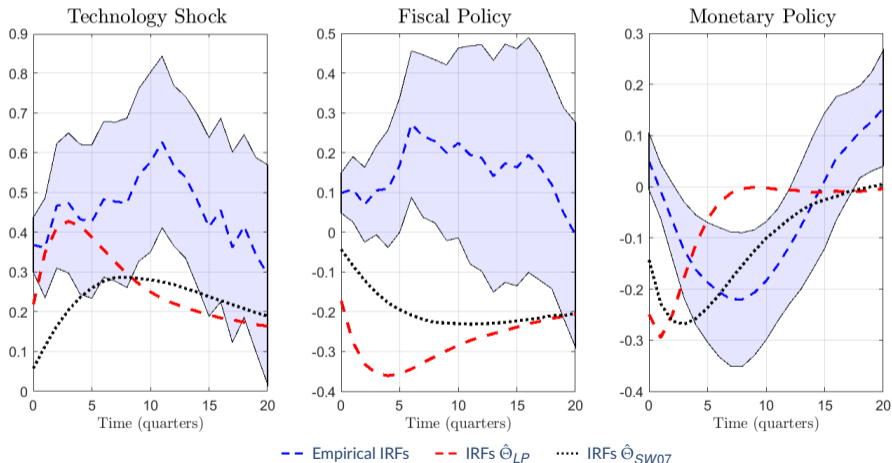 Technology Shock
0.9
0.8
0.7
0.6
0.5
0.4
0.3
0.2
0.1
0
0 5 10 15 20
Time (quarters)
Fiscal Policy
0.5
0.4
0.3
0.2
0.1
0
-0.1
-0.2
-0.3
-0.4
0 5 10 15 20
Time (quarters)
Monetary Policy
0.3
0.2
0.1
0
-0.1
-0.2
-0.3
-0.4
0 5 10 15 20
Time (quarters)
Empirical IRFs IRFs Θ̂_LP IRFs Θ̂_SW07